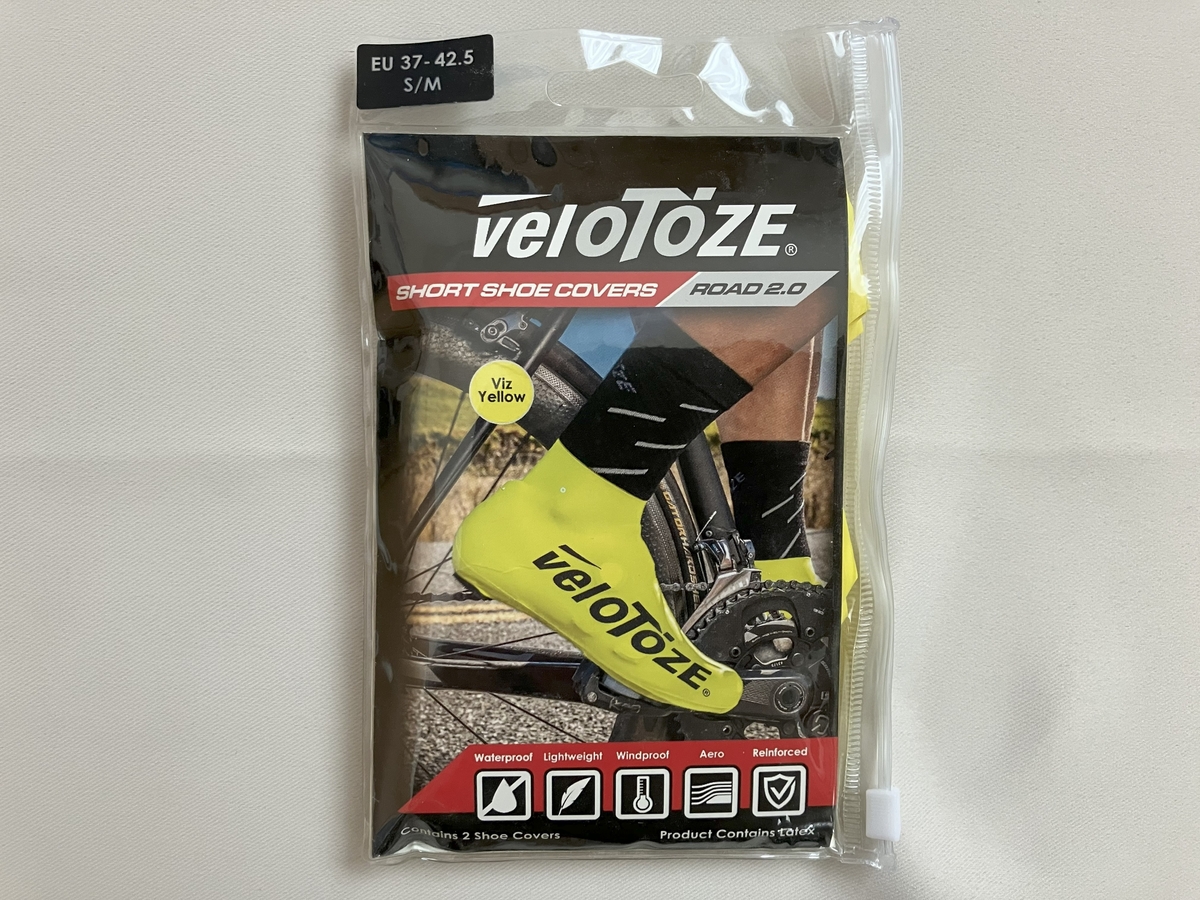 EU 37-42.5
S/M
veloToze®
SHORT SHOE COVERS ROAD 2.0
Viz
Yellow
veloToze®
Waterproof Lightweight Windproof Aero Reinforced
Contains 2 Shoe Covers Product Contains Latex